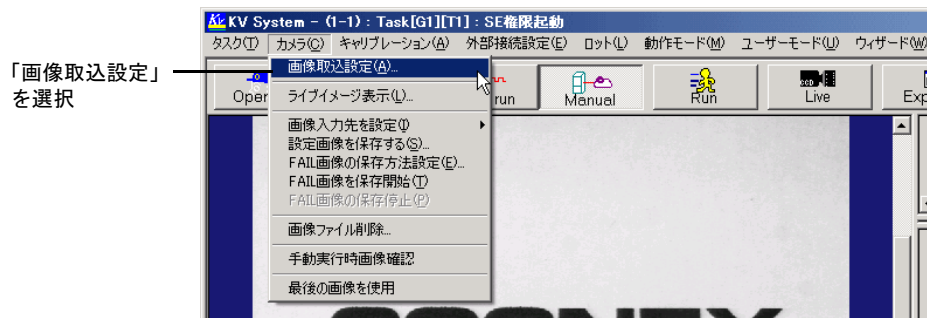 KV System - (1-1) : Task[G1][T1] : SE権限起動
タスク(T) カメラ(C) キャリブレーション(A) 外部接続設定(E) ロット(L) 動作モード(M) ユーザーモード(U) ウィザード(W)
「画像取込設定」
を選択
画像取込設定(A)...
Oper
run
Manual
Run
Live
Exp
ライブイメージ表示(L)...
画像入力先を設定(I)
設定画像を保存する(S)...
FAIL画像の保存方法設定(E)...
FAIL画像を保存開始(T)
FAIL画像の保存停止(P)
画像ファイル削除...
手動実行時画像確認
最後の画像を使用
COGNEX